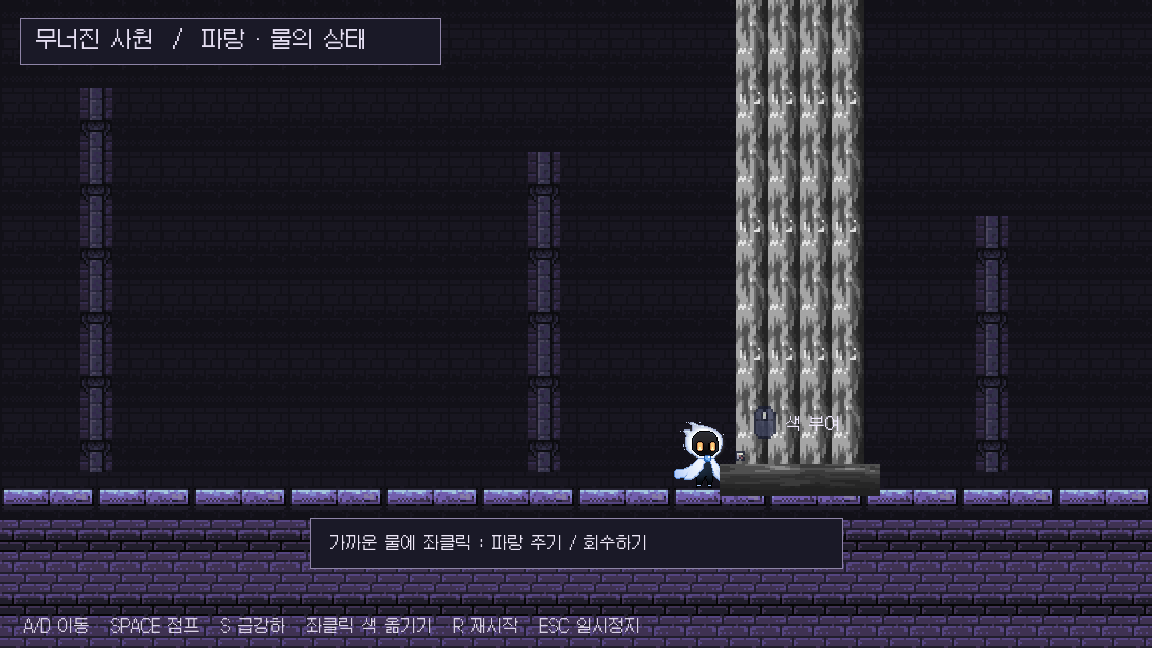 무너진 사원 / 파랑 · 물의 상태
색 부여
가까운 물에 좌클릭 : 파랑 주기 / 회수하기
A/D 이동 SPACE 점프 S 급강하 좌클릭 색 옮기기 R 재시작 ESC 일시정지